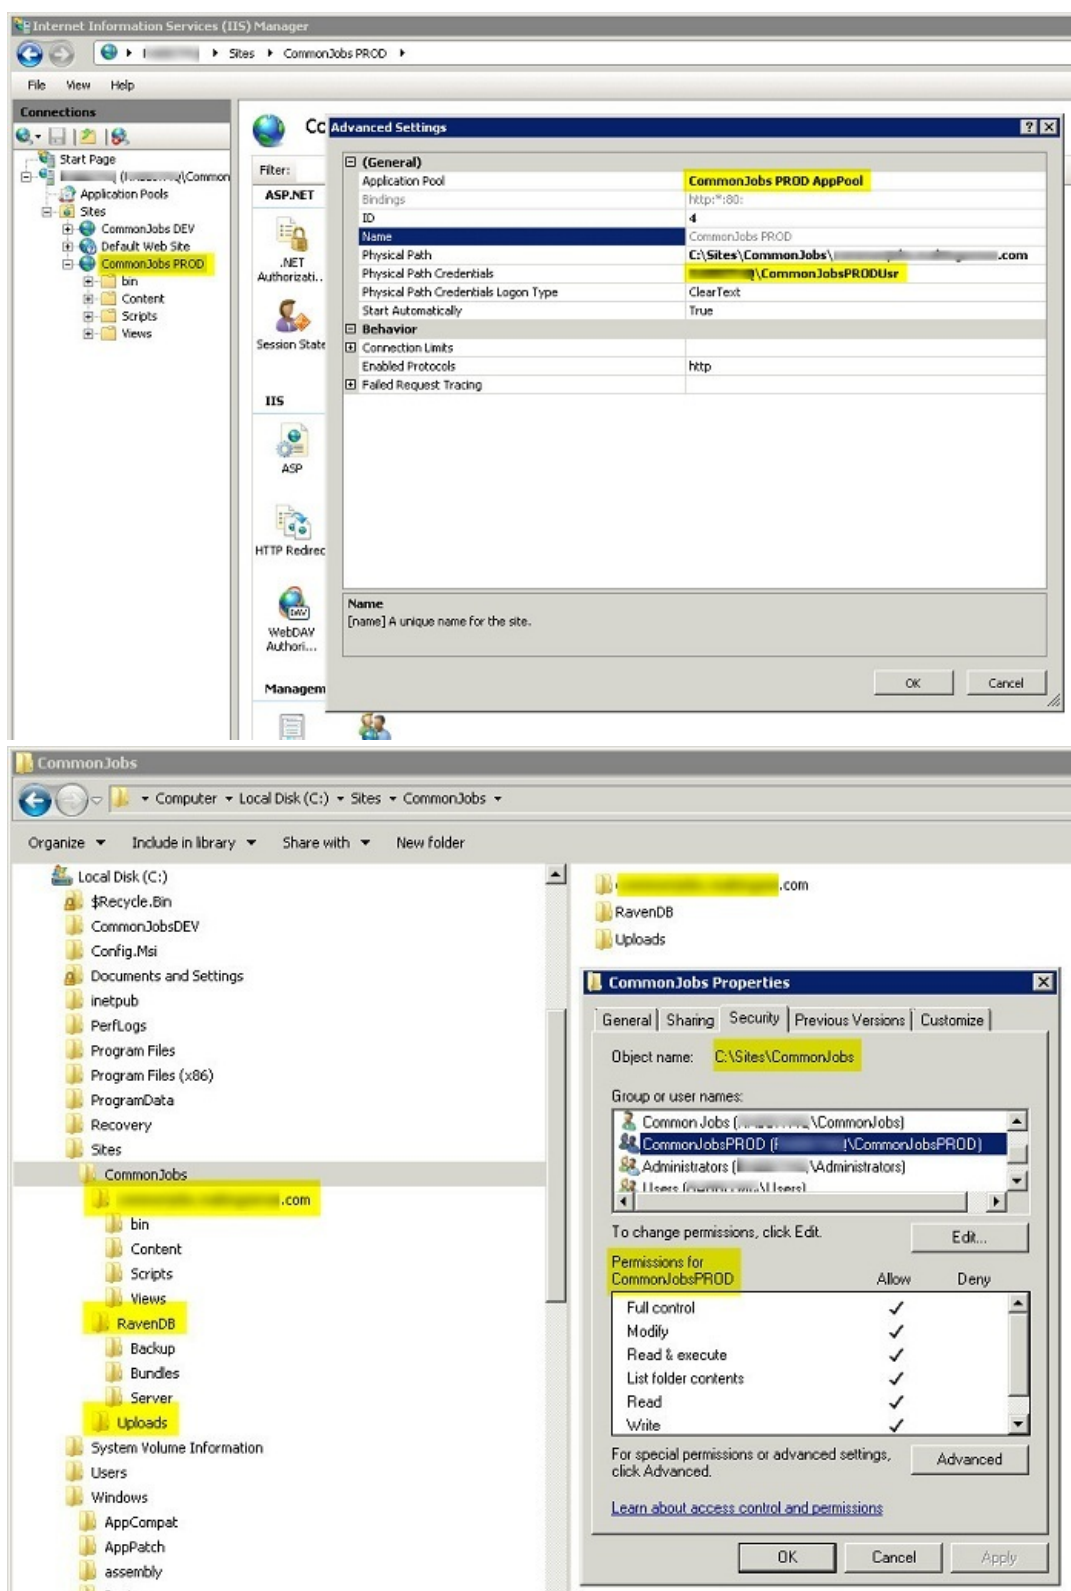 Internet Information Services (IIS) Manager
Sites CommonJobs PROD
File View Help
Connections
Start Page
\Common
Application Pools
Sites
CommonJobs DEV
Default Web Site
CommonJobs PROD
bin
Content
Scripts
Views
Filter:
ASP.NET
.NET
Authorizati...
Session State
IIS
ASP
HTTP Redirec
DAV
WebDAV
Authori...
Managem
Advanced Settings
(General)
Application Pool CommonJobs PROD AppPool
Bindings http:*:80:
ID 4
Name CommonJobs PROD
Physical Path C:\Sites\CommonJobs\ .com
Physical Path Credentials \CommonJobsPRODUsr
Physical Path Credentials Logon Type ClearText
Start Automatically True
Behavior
Connection Limits
Enabled Protocols http
Failed Request Tracing
Name
[name] A unique name for the site.
OK Cancel
CommonJobs
Computer Local Disk (C:) Sites CommonJobs
Organize Include in library Share with New folder
Local Disk (C:)
$Recycle.Bin
CommonJobsDEV
Config.Msi
Documents and Settings
inetpub
PerfLogs
Program Files
Program Files (x86)
ProgramData
Recovery
Sites
CommonJobs
.com
bin
Content
Scripts
Views
RavenDB
Backup
Bundles
Server
Uploads
System Volume Information
Users
Windows
AppCompat
AppPatch
assembly
.com
RavenDB
Uploads
CommonJobs Properties
General Sharing Security Previous Versions Customize
Object name: C:\Sites\CommonJobs
Group or user names:
Common Jobs ( \CommonJobs)
CommonJobsPROD ( \CommonJobsPROD)
Administrators ( \Administrators)
Users ( \Users)
To change permissions, click Edit.
Edit...
Permissions for
CommonJobsPROD Allow Deny
Full control
Modify
Read & execute
List folder contents
Read
Write
For special permissions or advanced settings,
click Advanced.
Advanced
Learn about access control and permissions
OK Cancel Apply